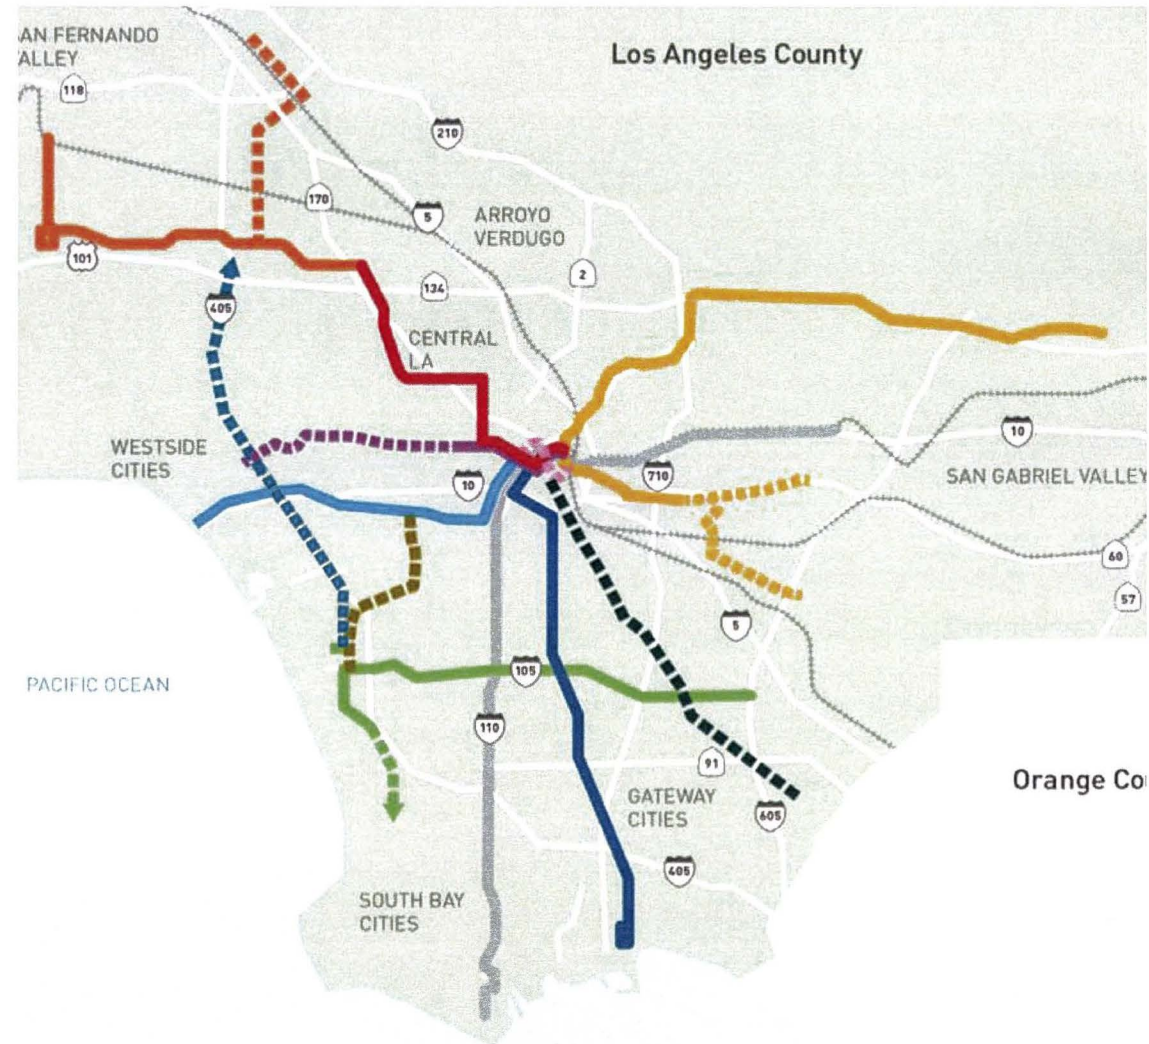 AN FERNANDO
ALLEY
Los Angeles County
118
210
170
5
ARROYO
VERDUGO
101
2
134
405
CENTRAL
LA
WESTSIDE
CITIES
10
10
710
SAN GABRIEL VALLEY
60
57
5
105
PACIFIC OCEAN
110
91
Orange Co
GATEWAY
CITIES
605
405
SOUTH BAY
CITIES